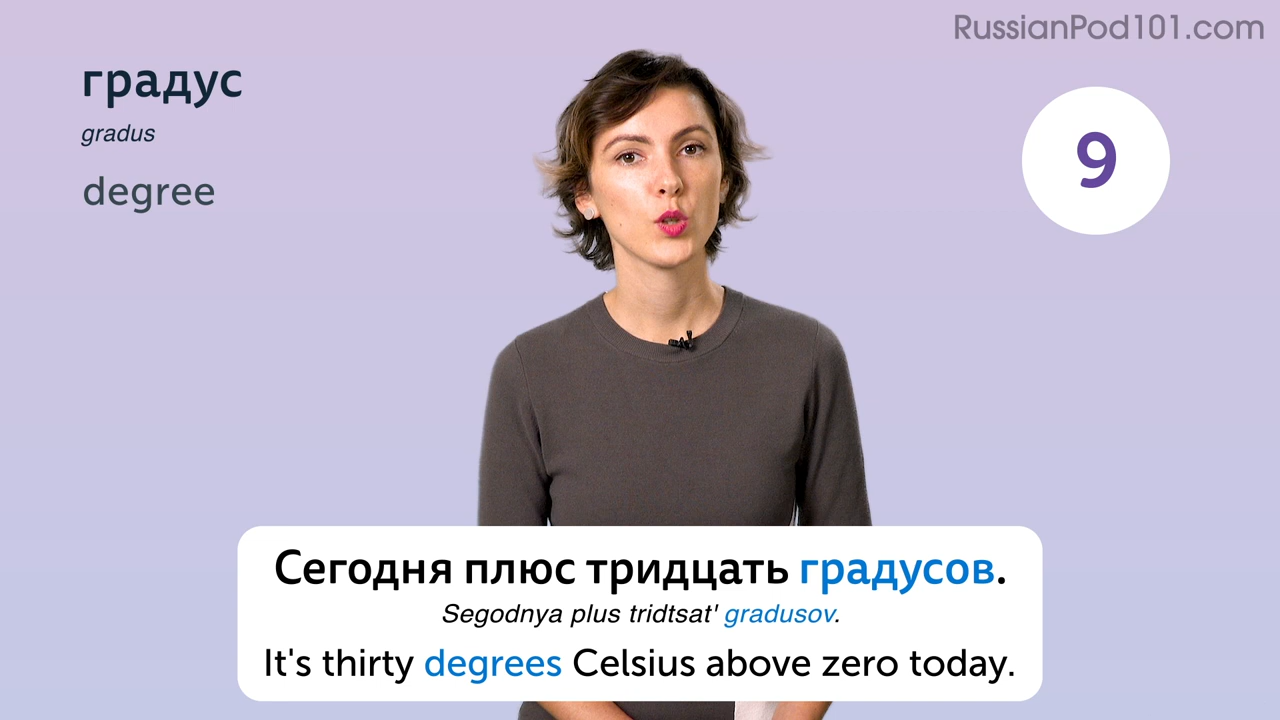 RussianPod101.com
градус
gradus
degree
9
Сегодня плюс тридцать градусов.
Segodnya plus tridtsat' gradusov.
It's thirty degrees Celsius above zero today.